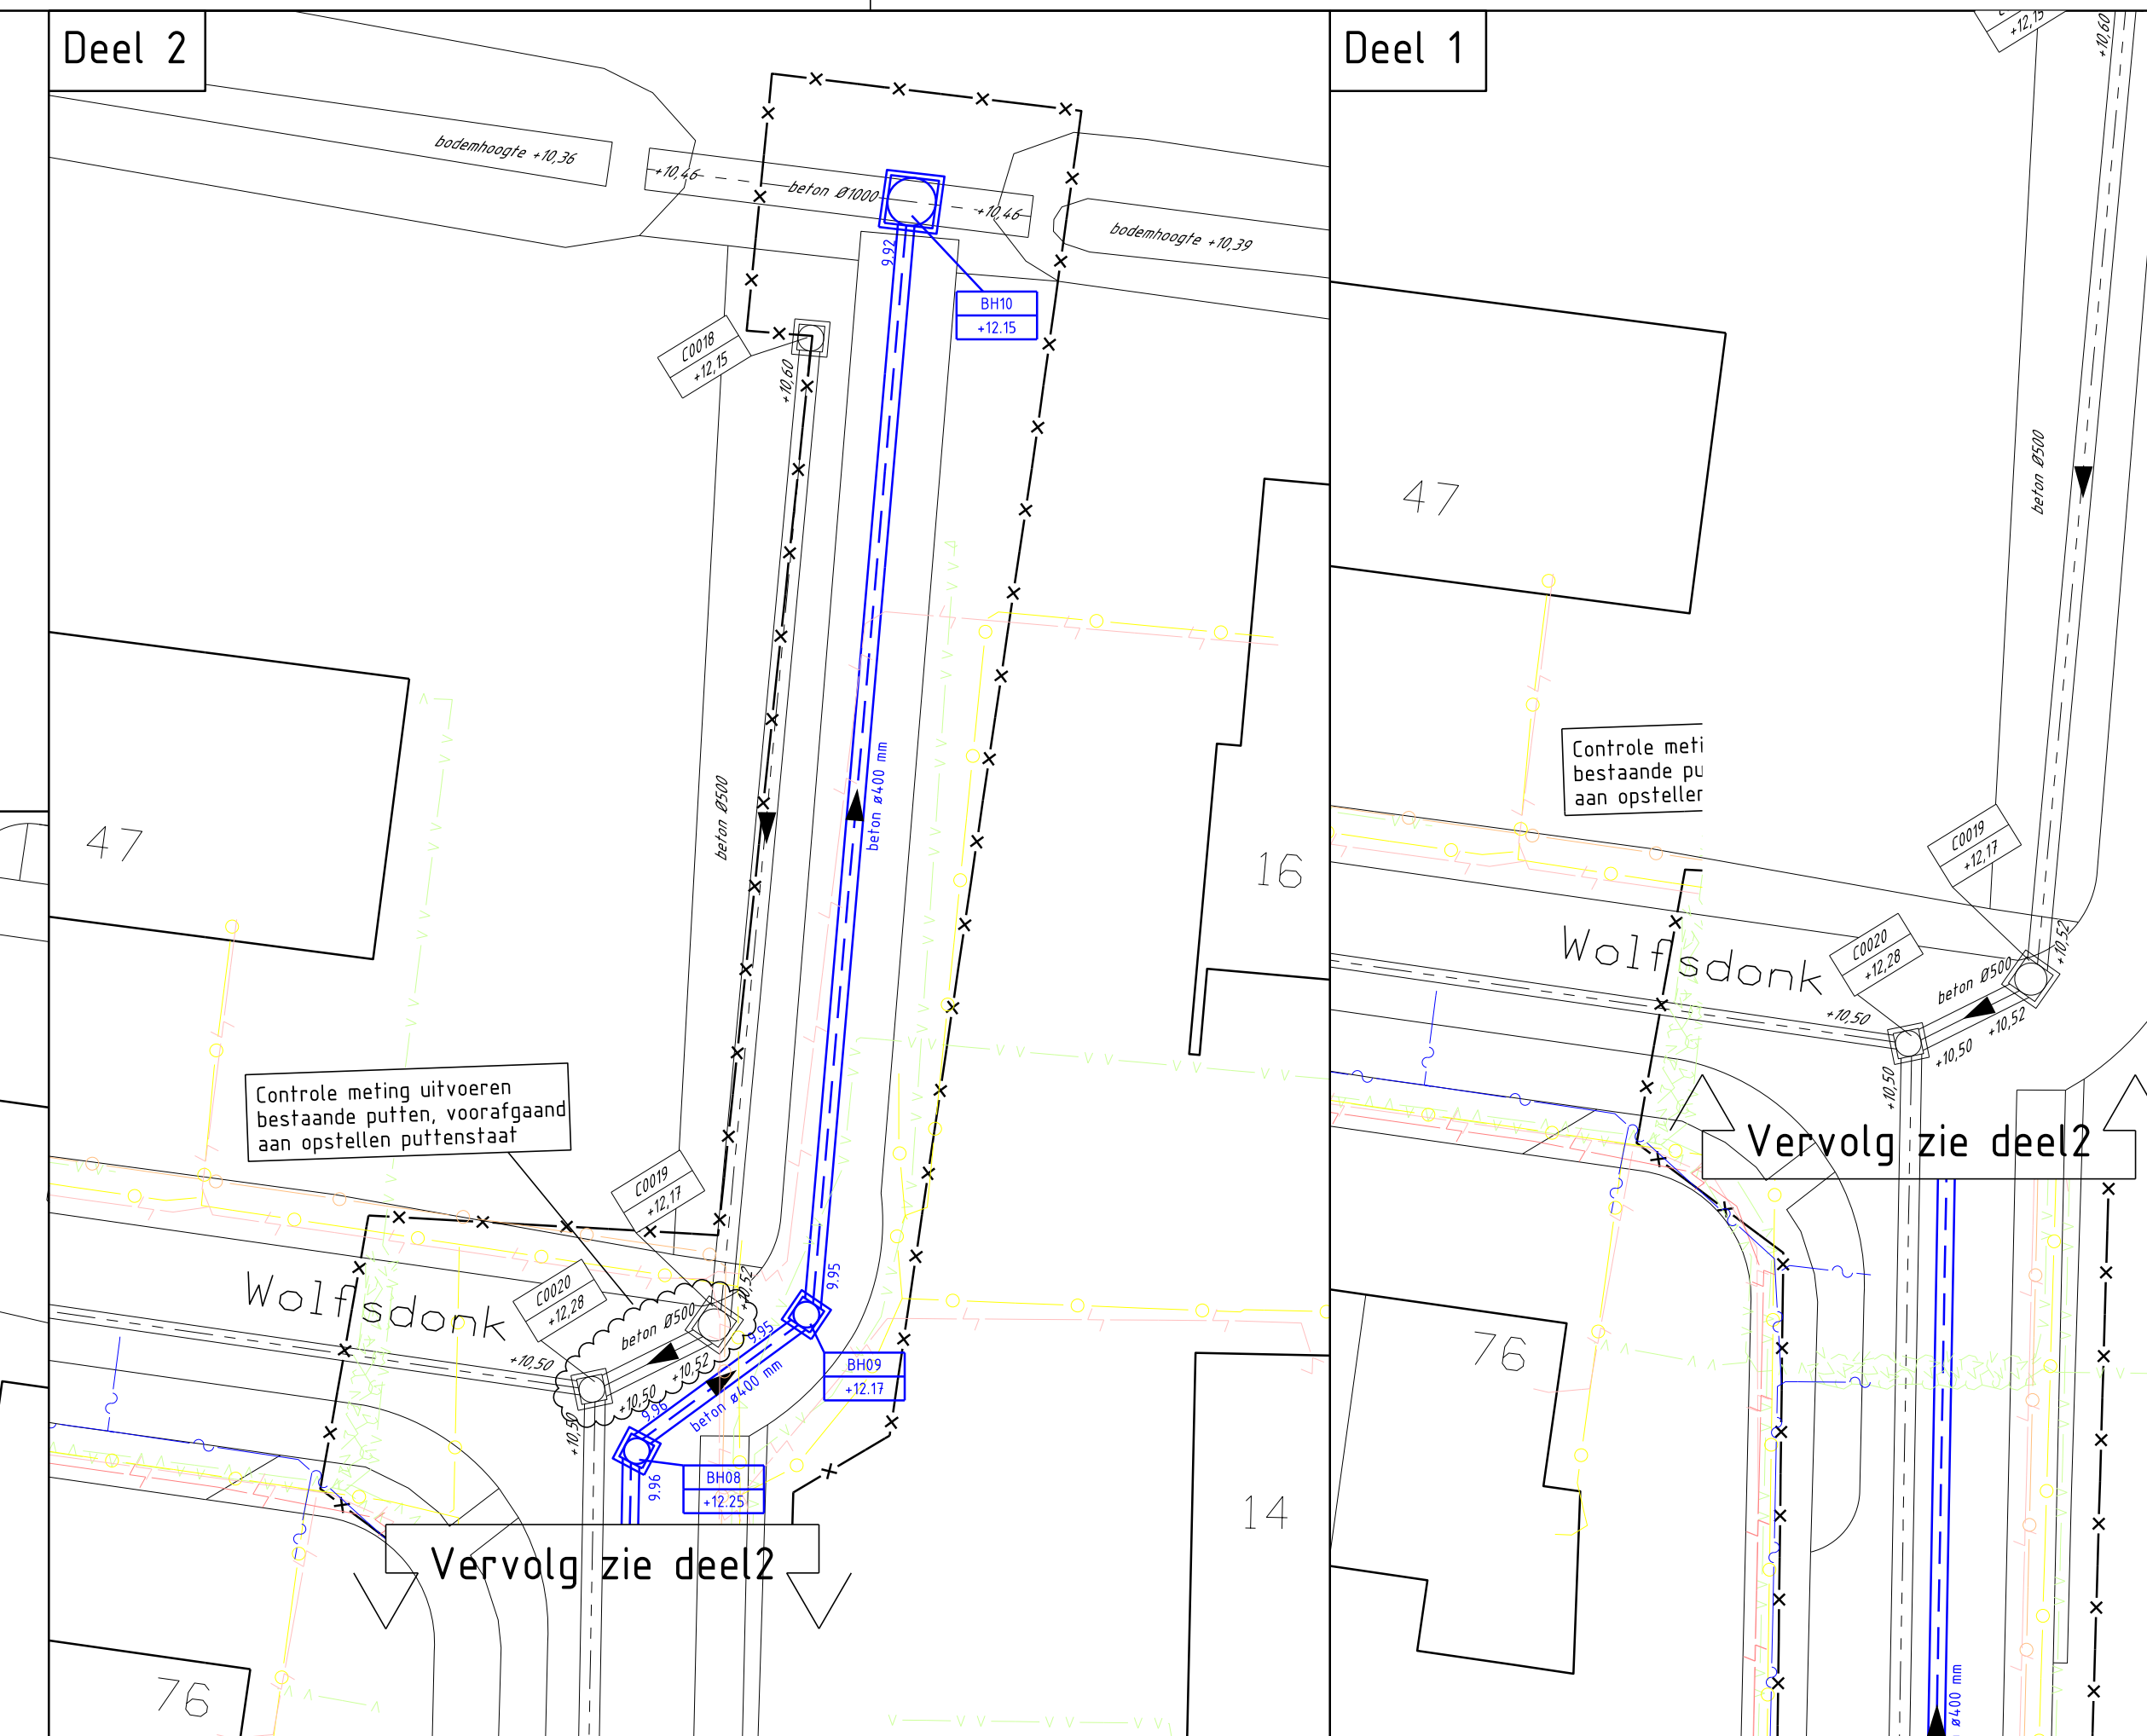 Deel 2
bodemhoogte +10,36
+10,46
beton Ø1000
+10,46
bodemhoogte +10,39
9.92
BH10
+12.15
C0018
+12,15
+10,60
beton Ø500
beton ø400 mm
47
16
Controle meting uitvoeren
bestaande putten, voorafgaand
aan opstellen puttenstaat
C0019
+12,17
Wolfsdonk
C0020
+12,28
+10,52
beton Ø500
9.95
9.95
+10,50
+10,52
+10,50
+10,50
BH09
+12.17
9.96
beton ø400 mm
9.96
BH08
+12.25
14
Vervolg zie deel2
76
Deel 1
+12,15
+10,60
47
beton Ø500
Controle meti
bestaande pu
aan opsteller
C0019
+12,17
Wolfsdonk
C0020
+12,28
+10,52
beton Ø500
+10,50
+10,52
+10,50
+10,50
Vervolg zie deel2
76
ø400 mm